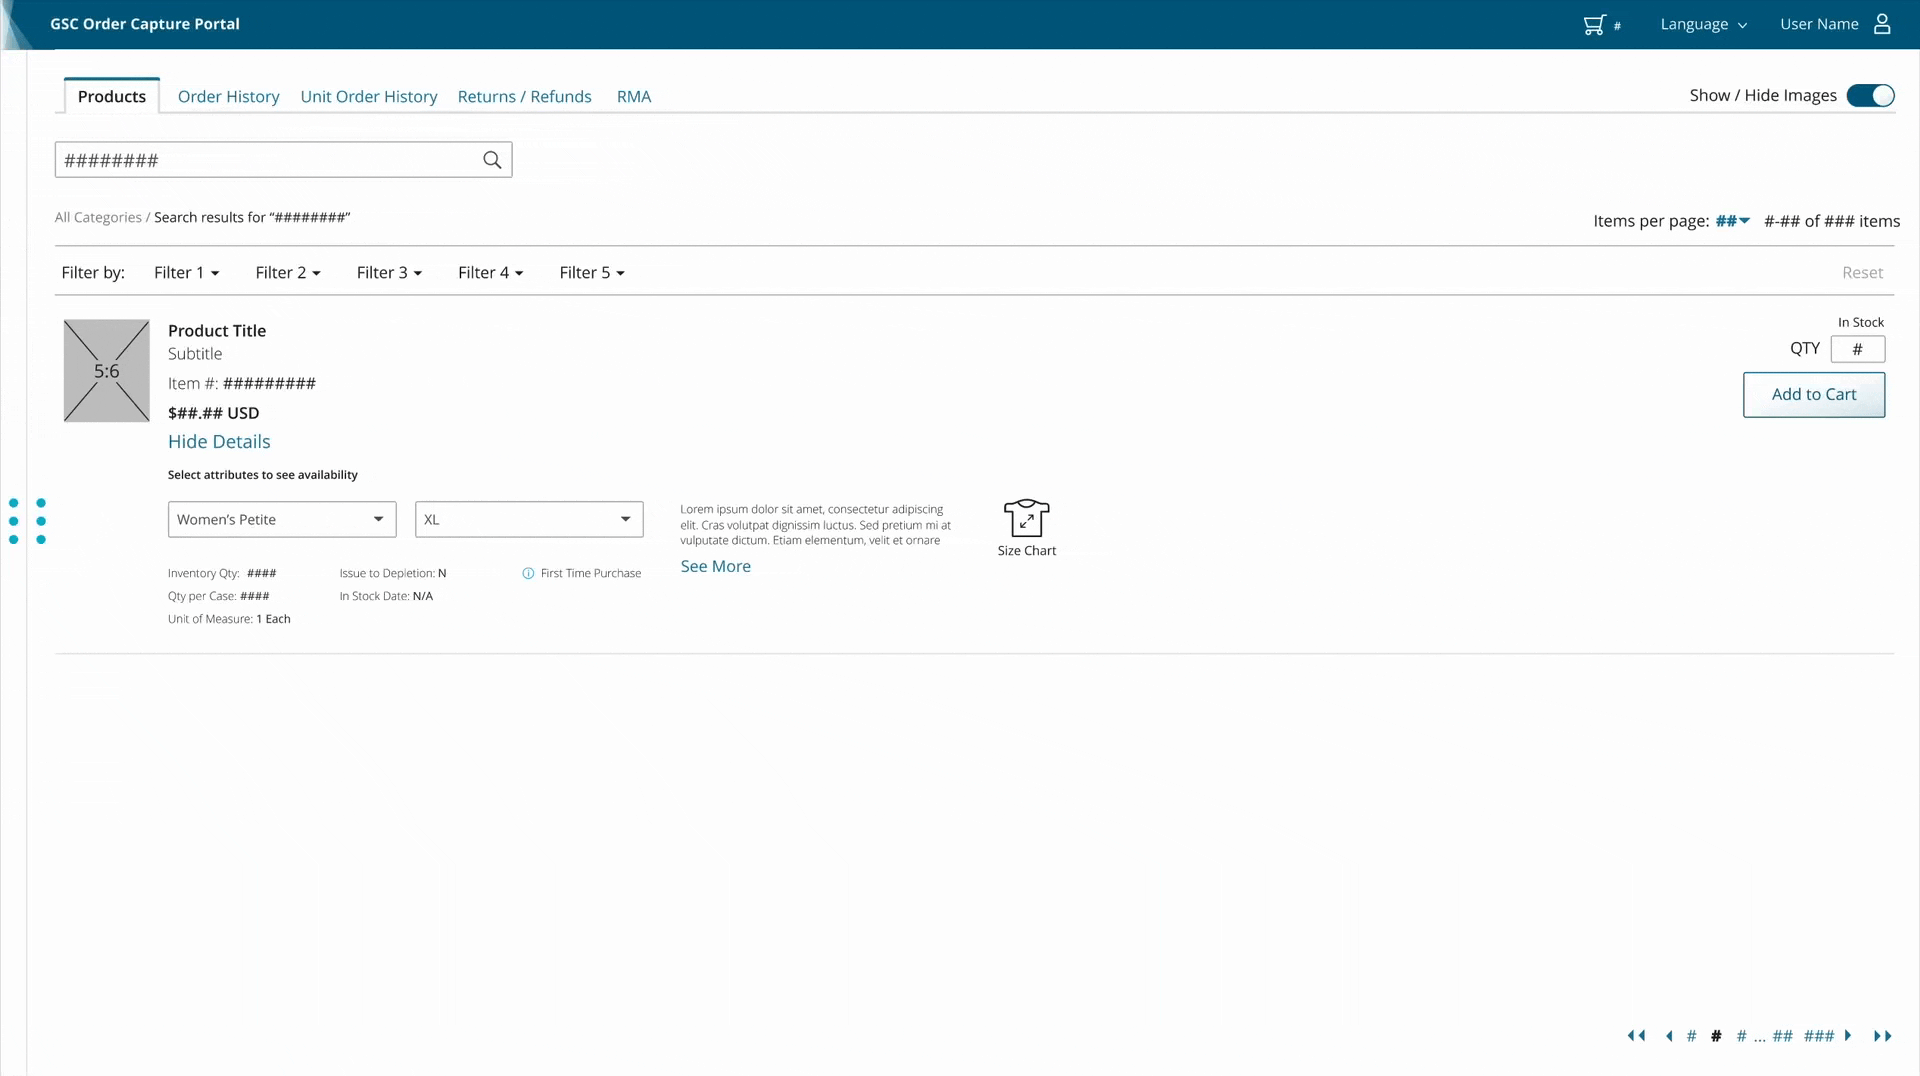 GSC Order Capture Portal
#
Language
User Name
Products
Order History
Unit Order History
Returns / Refunds
RMA
Show / Hide Images
########
All Categories / Search results for “########”
Items per page: ##
#-## of ### items
Filter by:
Filter 1
Filter 2
Filter 3
Filter 4
Filter 5
Reset
5:6
Product Title
Subtitle
Item #: #########
$##.## USD
Hide Details
In Stock
QTY #
Add to Cart
Select attributes to see availability
Women’s Petite
XL
Lorem ipsum dolor sit amet, consectetur adipiscing
elit. Cras volutpat dignissim luctus. Sed pretium mi at
vulputate dictum. Etiam elementum, velit et ornare
See More
Size Chart
Inventory Qty: ####
Qty per Case: ####
Unit of Measure: 1 Each
Issue to Depletion: N
In Stock Date: N/A
First Time Purchase
# # # ... ## ###